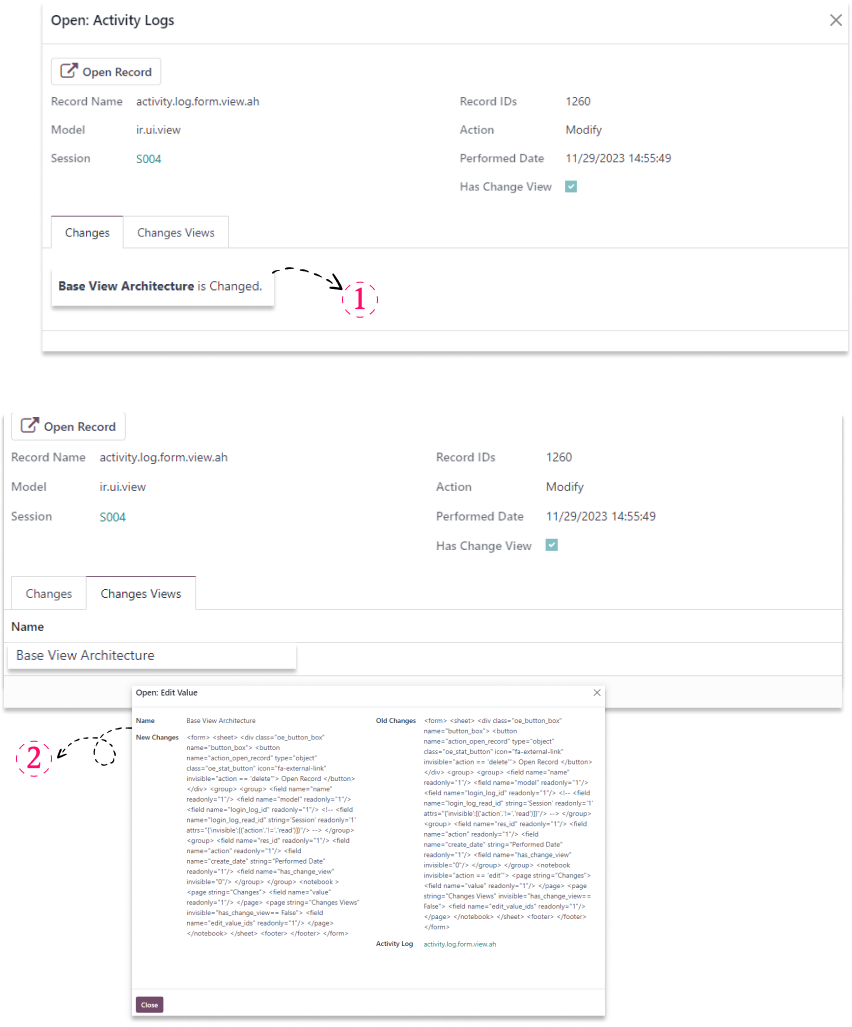 Open: Activity Logs
Open Record
Record Name activity.log.form.view.ah
Record IDs 1260
Model ir.ui.view
Action Modify
Session S004
Performed Date 11/29/2023 14:55:49
Has Change View
Changes Changes Views
Base View Architecture is Changed.
1
Open Record
Record Name activity.log.form.view.ah
Record IDs 1260
Model ir.ui.view
Action Modify
Session S004
Performed Date 11/29/2023 14:55:49
Has Change View
Changes Changes Views
Name
Base View Architecture
2
Open: Edit Value
Name Base View Architecture
New Changes <form> <sheet> <div class="oe_button_box"
name="button_box"> <button
name="action_open_record" type="object"
class="oe_stat_button" icon="fa-external-link"
invisible="action == 'delete'"> Open Record </button>
</div> <group> <group> <field name="name"
readonly="1"/> <field name="model" readonly="1"/>
<field name="login_log_id" readonly="1"/> <!-- <field
name="login_log_read_id" string='Session' readonly='1'
attrs="{'invisible':[('action','!=','read')]}"/> --> </group>
<group> <field name="res_id" readonly="1"/> <field
name="action" readonly="1"/> <field
name="create_date" string="Performed Date"
readonly="1"/> <field name="has_change_view"
invisible="0"/> </group> </group> <notebook >
<page string="Changes"> <field name="value"
readonly="1"/> </page> <page string="Changes Views"
invisible="has_change_view== False"> <field
name="edit_value_ids" readonly="1"/> </page>
</notebook> </sheet> <footer> </footer> </form>
Old Changes <form> <sheet> <div class="oe_button_box"
name="button_box"> <button
name="action_open_record" type="object"
class="oe_stat_button" icon="fa-external-link"
invisible="action == 'delete'"> Open Record </button>
</div> <group> <group> <field name="name"
readonly="1"/> <field name="model" readonly="1"/>
<field name="login_log_id" readonly="1"/> <!-- <field
name="login_log_read_id" string='Session' readonly='1'
attrs="{'invisible':[('action','!=','read')]}"/> --> </group>
<group> <field name="res_id" readonly="1"/> <field
name="action" readonly="1"/> <field
name="create_date" string="Performed Date"
readonly="1"/> <field name="has_change_view"
invisible="0"/> </group> </group> <notebook
invisible="action == 'edit'"> <page string="Changes">
<field name="value" readonly="1"/> </page> <page
string="Changes Views" invisible="has_change_view==
False"> <field name="edit_value_ids" readonly="1"/>
</page> </notebook> </sheet> <footer> </footer>
</form>
Activity Log activity.log.form.view.ah
Close